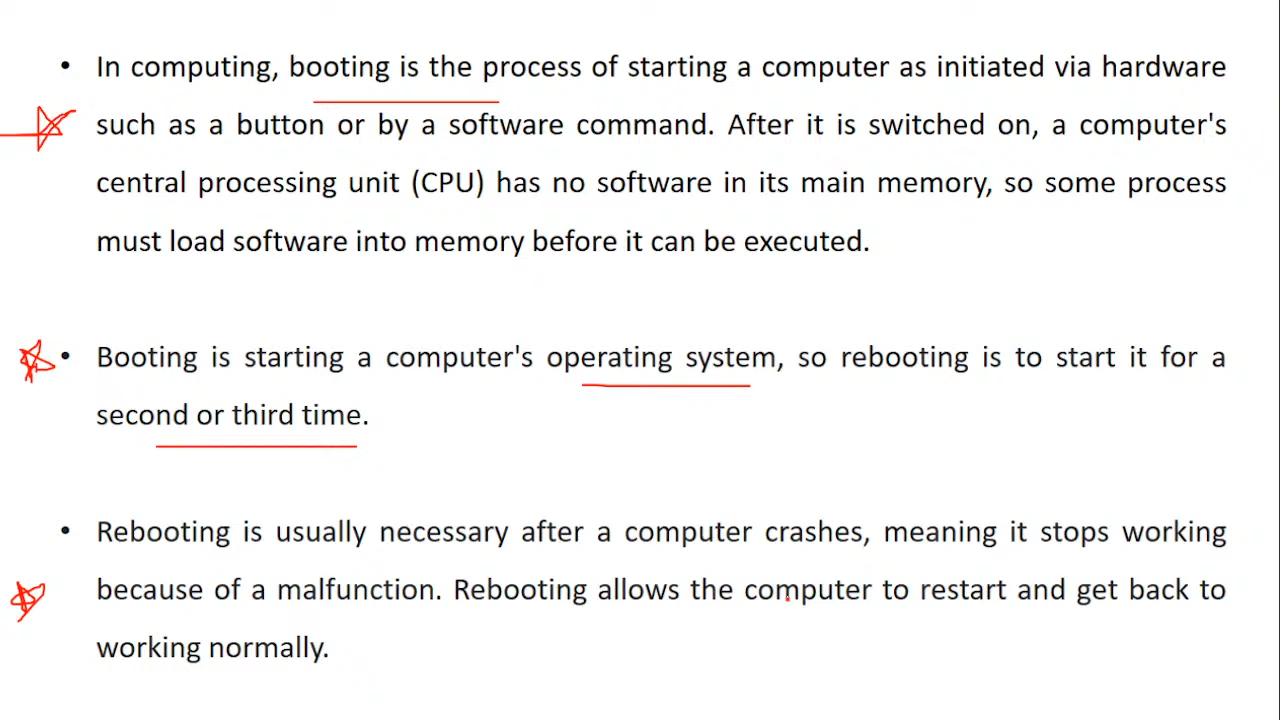 • In computing, booting is the process of starting a computer as initiated via hardware
such as a button or by a software command. After it is switched on, a computer's
central processing unit (CPU) has no software in its main memory, so some process
must load software into memory before it can be executed.
• Booting is starting a computer's operating system, so rebooting is to start it for a
second or third time.
• Rebooting is usually necessary after a computer crashes, meaning it stops working
because of a malfunction. Rebooting allows the computer to restart and get back to
working normally.